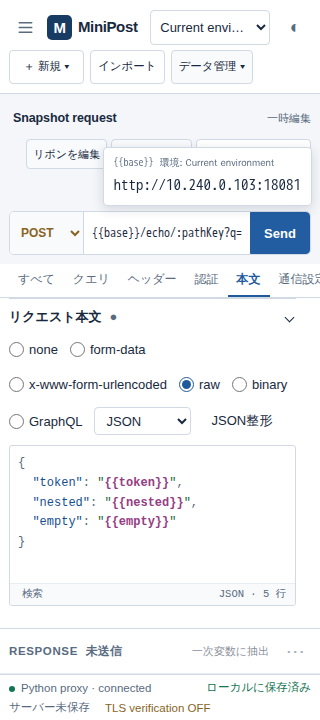 M MiniPost Current envi…
+ 新規 ▾ インポート データ管理 ▾
Snapshot request 一時編集
リボンを編集
{{base}} 環境: Current environment
http://10.240.0.103:18081
POST {{base}}/echo/:pathKey?q= Send
すべて クエリ ヘッダー 認証 本文 通信設定
リクエスト本文 ●
none form-data
x-www-form-urlencoded raw binary
GraphQL JSON JSON整形
{
"token": "{{token}}",
"nested": "{{nested}}",
"empty": "{{empty}}"
}
検索 JSON · 5 行
RESPONSE 未送信 一次変数に抽出 ···
Python proxy · connected ローカルに保存済み
サーバー未保存 TLS verification OFF